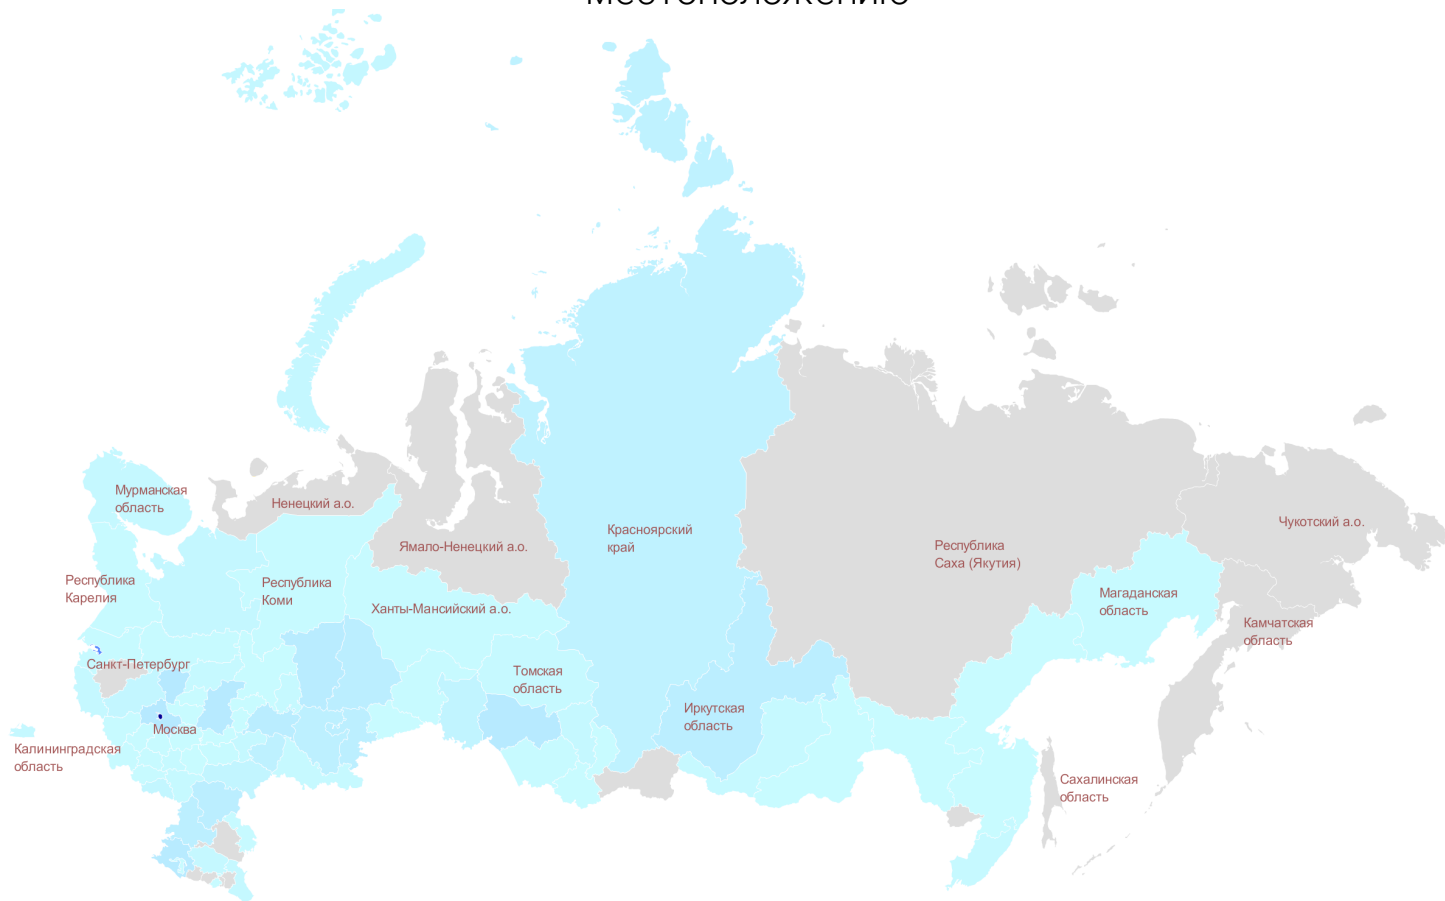 местоположению
Мурманская
область
Ненецкий а.о.
Ямало-Ненецкий а.о.
Красноярский
край
Чукотский а.о.
Республика
Саха (Якутия)
Республика
Карелия
Республика
Коми
Ханты-Мансийский а.о.
Магаданская
область
Камчатская
область
Санкт-Петербург
Томская
область
Иркутская
область
Москва
Калининградская
область
Сахалинская
область